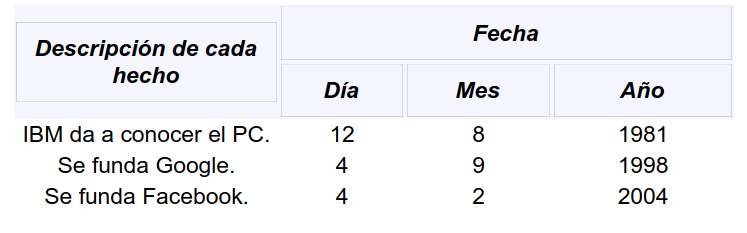 Descripción de cada
hecho
Fecha
Día Mes Año
IBM da a conocer el PC. 12 8 1981
Se funda Google. 4 9 1998
Se funda Facebook. 4 2 2004